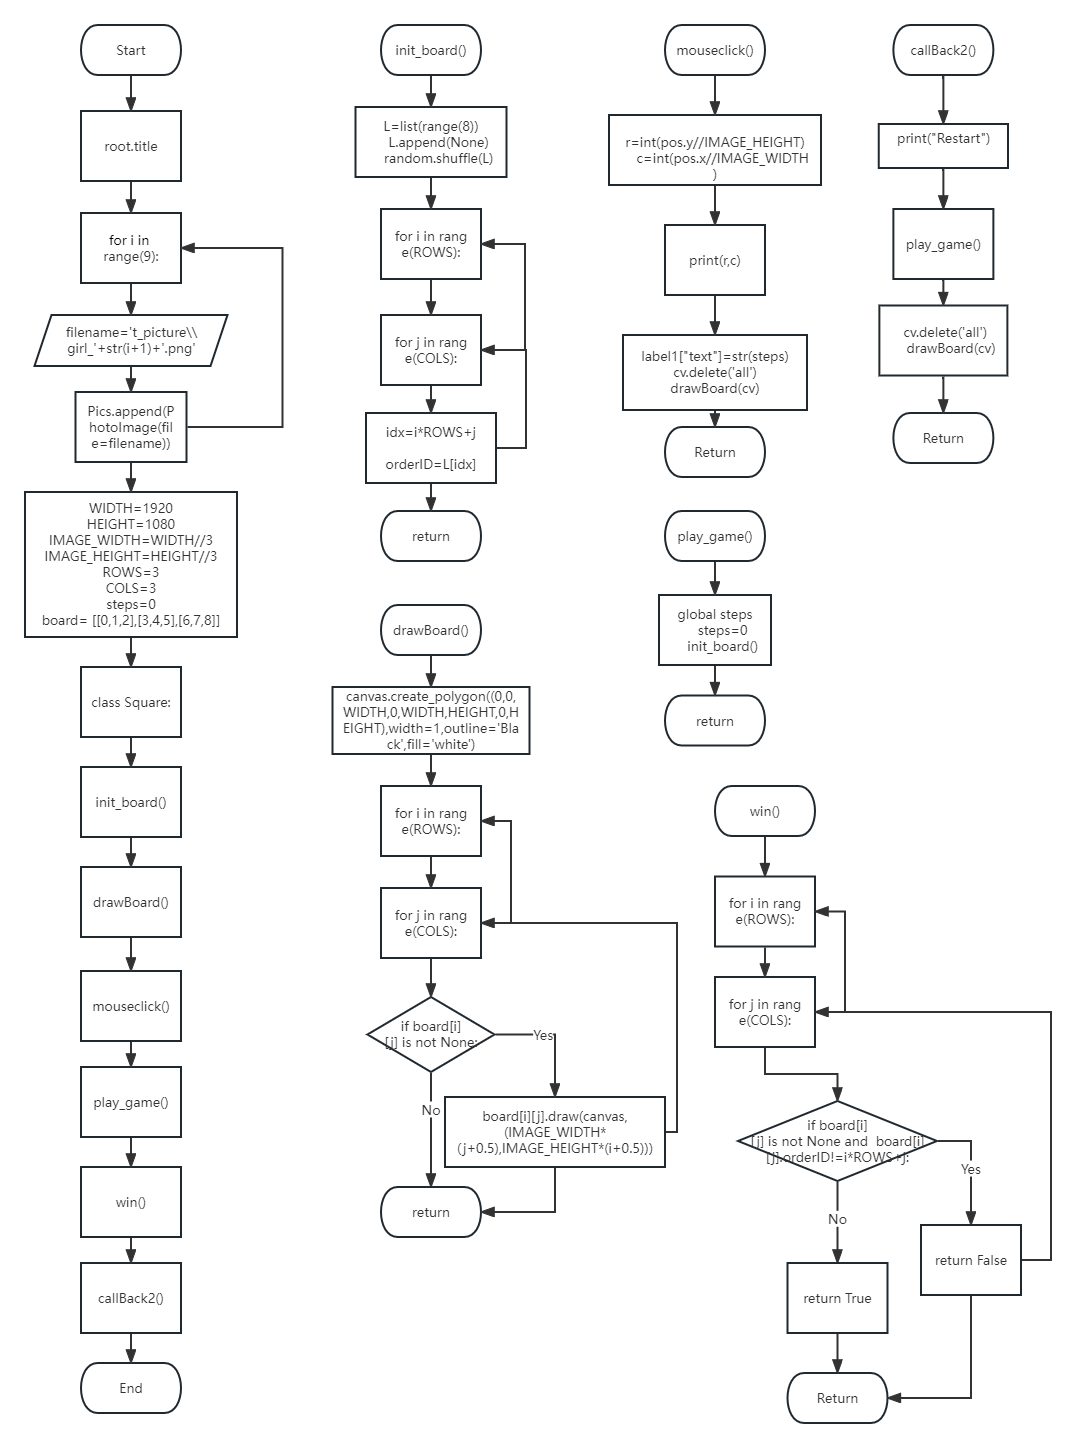 Start
root.title
for i in
range(9):
filename='t_picture\\
girl_'+str(i+1)+'.png'
Pics.append(P
hotoImage(fil
e=filename))
WIDTH=1920
HEIGHT=1080
IMAGE_WIDTH=WIDTH//3
IMAGE_HEIGHT=HEIGHT//3
ROWS=3
COLS=3
steps=0
board= [[0,1,2],[3,4,5],[6,7,8]]
class Square:
init_board()
drawBoard()
mouseclick()
play_game()
win()
callBack2()
End
init_board()
L=list(range(8))
L.append(None)
random.shuffle(L)
for i in rang
e(ROWS):
for j in rang
e(COLS):
idx=i*ROWS+j
orderID=L[idx]
return
drawBoard()
canvas.create_polygon((0,0,
WIDTH,0,WIDTH,HEIGHT,0,H
EIGHT),width=1,outline='Bla
ck',fill='white')
for i in rang
e(ROWS):
for j in rang
e(COLS):
if board[i]
[j] is not None:
Yes
No
board[i][j].draw(canvas,
(IMAGE_WIDTH*
(j+0.5),IMAGE_HEIGHT*(i+0.5)))
return
mouseclick()
r=int(pos.y//IMAGE_HEIGHT)
c=int(pos.x//IMAGE_WIDTH
)
print(r,c)
label1["text"]=str(steps)
cv.delete('all')
drawBoard(cv)
Return
play_game()
global steps
steps=0
init_board()
return
callBack2()
print("Restart")
play_game()
cv.delete('all')
drawBoard(cv)
Return
win()
for i in rang
e(ROWS):
for j in rang
e(COLS):
if board[i]
[j] is not None and  board[i]
[j].orderID!=i*ROWS+j:
Yes
No
return False
return True
Return